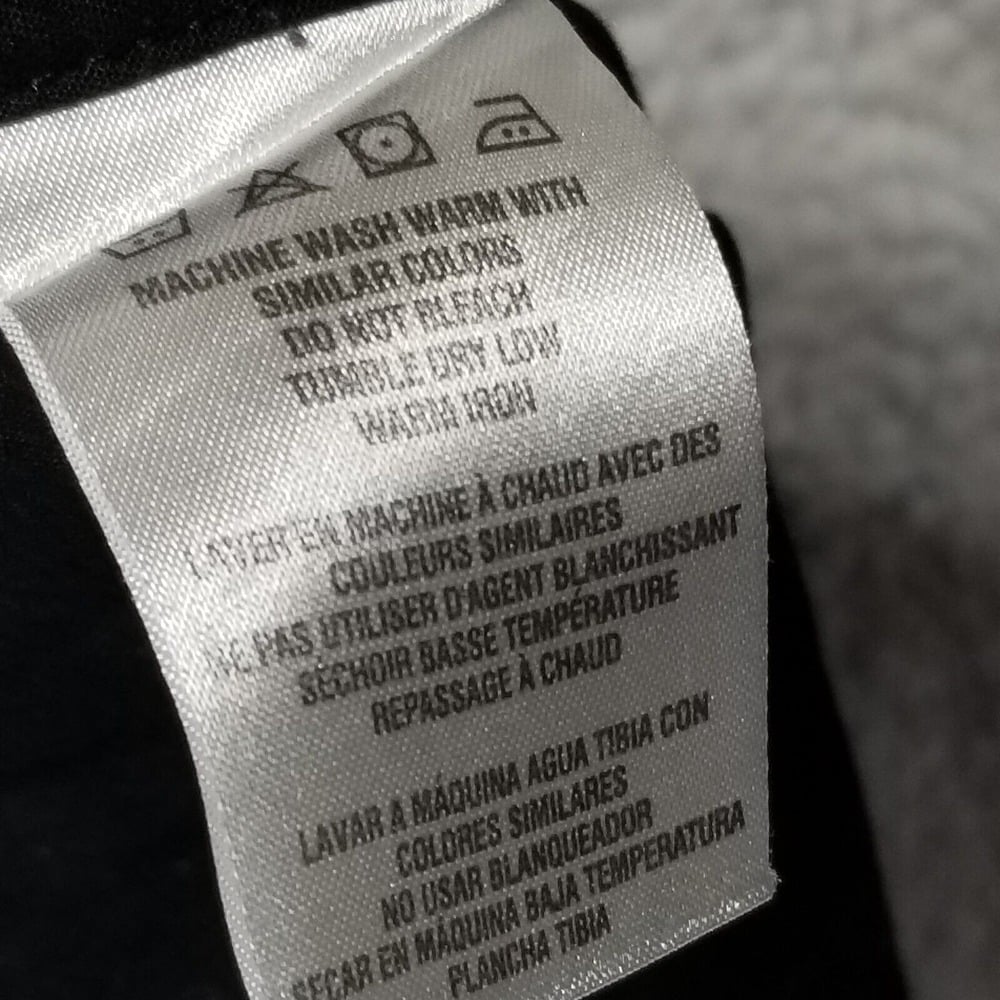 MACHINE WASH WARM WITH
SIMILAR COLORS
DO NOT BLEACH
TUMBLE DRY LOW
WARM IRON
LAVER EN MACHINE À CHAUD AVEC DES
COULEURS SIMILAIRES
NE PAS UTILISER D'AGENT BLANCHISSANT
SÉCHOIR BASSE TEMPÉRATURE
REPASSAGE À CHAUD
LAVAR A MÁQUINA AGUA TIBIA CON
COLORES SIMILARES
NO USAR BLANQUEADOR
SECAR EN MÁQUINA BAJA TEMPERATURA
PLANCHA TIBIA